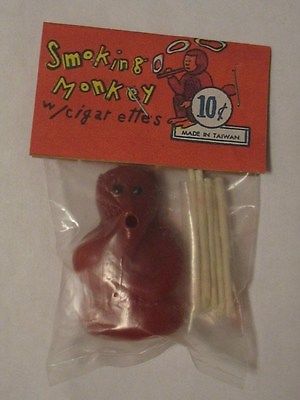 Smoking
Monkey
w/cigarettes
10¢
MADE IN TAIWAN